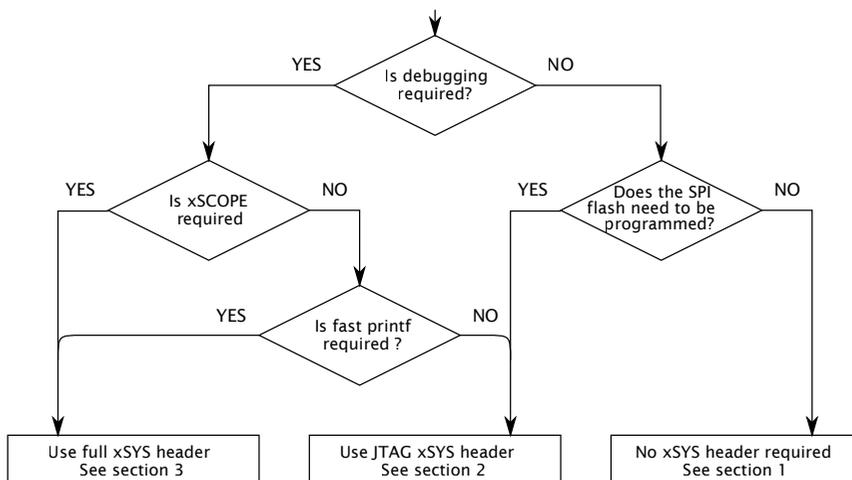 YES
Is debugging
required?
NO
YES
Is xSCOPE
required
NO
YES
Does the SPI
flash need to be
programmed?
NO
YES
Is fast printf
required ?
NO
Use full xSYS header
See section 3
Use JTAG xSYS header
See section 2
No xSYS header required
See section 1